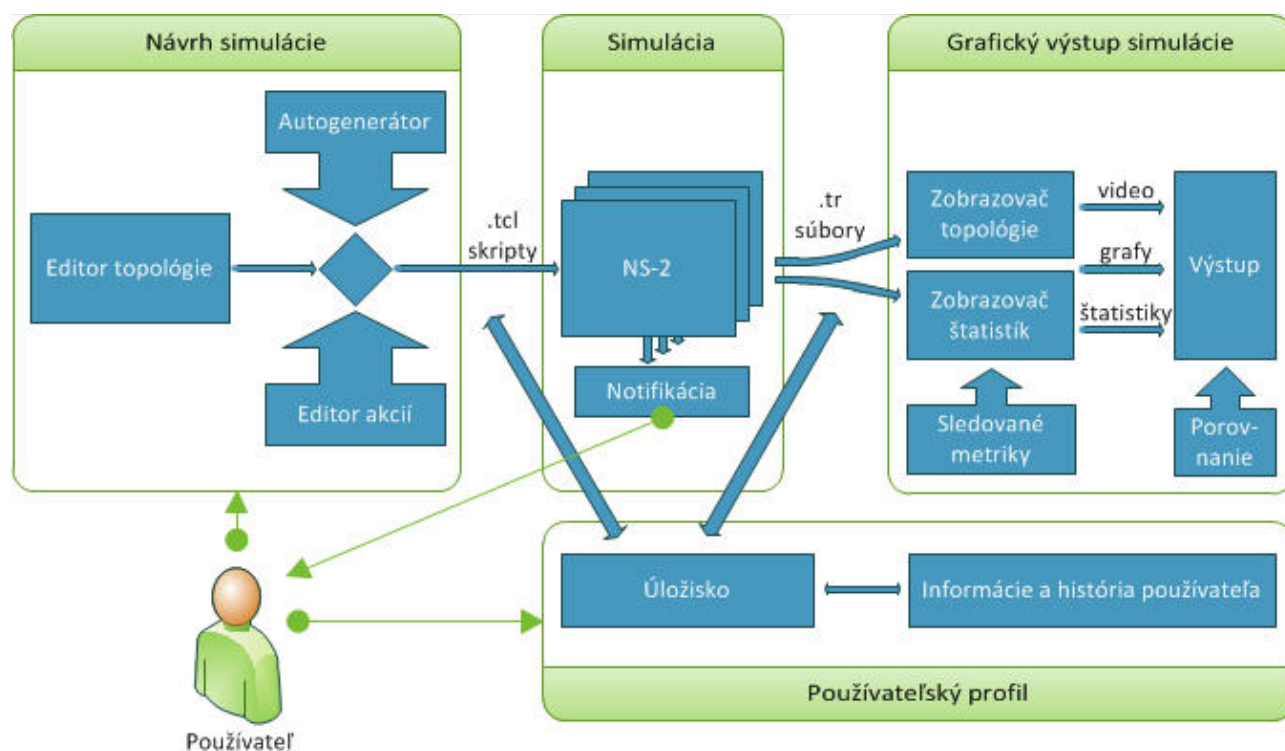 Návrh simulácie
Autogenerátor
Editor topológie
Editor akcií
.tcl
skripty
Simulácia
NS-2
Notifikácia
.tr
súbory
Grafický výstup simulácie
Zobrazovač
topológie
Zobrazovač
štatistík
Sledované
metriky
video
grafy
štatistiky
Výstup
Porov-
nanie
Úložisko
Informácie a história používateľa
Používateľský profil
Používateľ